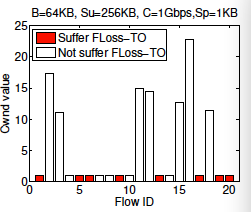 B=64KB, Su=256KB, C=1Gbps,Sp=1KB
25
Suffer FLoss−TO
Not suffer FLoss−TO
20
15
10
5
0
Cwnd value
0 5 10 15 20
Flow ID